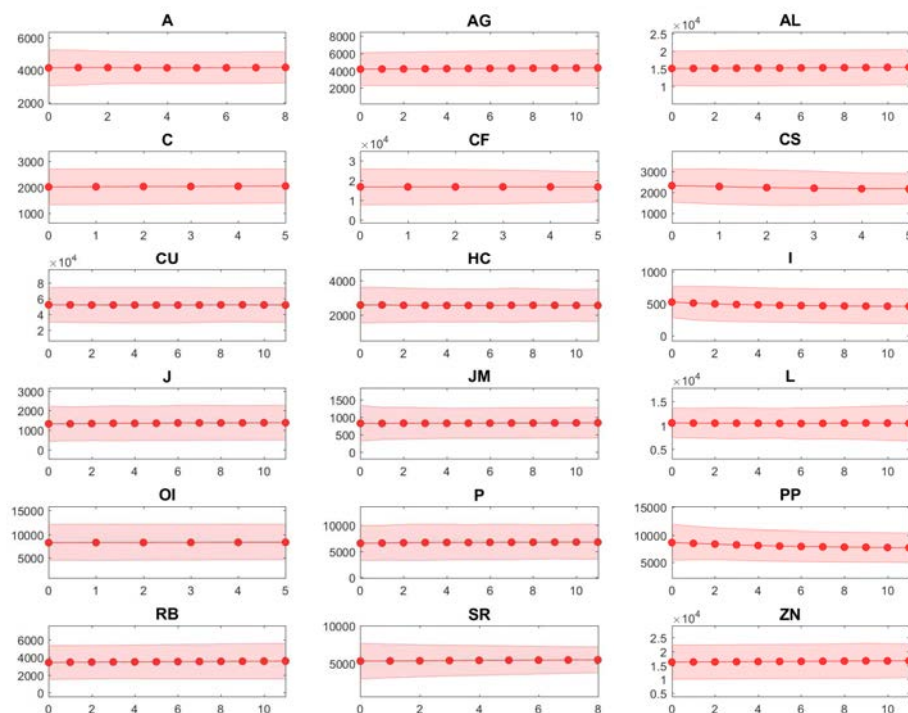 A AG AL
×10⁴
6000 8000 2.5
6000 2
4000 4000 1.5
2000 1
2000
0 2 4 6 8 0 2 4 6 8 10 0 2 4 6 8 10
C CF CS
×10⁴
3000 3 3000
2000 2 2000
1000 1 1000
0
0 1 2 3 4 5 0 1 2 3 4 5 0 1 2 3 4 5
CU HC I
×10⁴
8 4000 1000
6
4 2000 500
2 0
0 2 4 6 8 10 0 2 4 6 8 10 0 2 4 6 8 10
J JM L
×10⁴
3000 1500 1.5
2000 1000
1000 500 1
0 0 0.5
0 2 4 6 8 10 0 2 4 6 8 10 0 2 4 6 8 10
OI P PP
15000 15000
10000 10000 10000
5000 5000 5000
0
0 1 2 3 4 5 0 2 4 6 8 10 0 2 4 6 8 10
RB SR ZN
×10⁴
6000 10000 2.5
4000 2
2000 5000 1.5
0 1
0.5
0 2 4 6 8 10 0 2 4 6 8 0 2 4 6 8 10